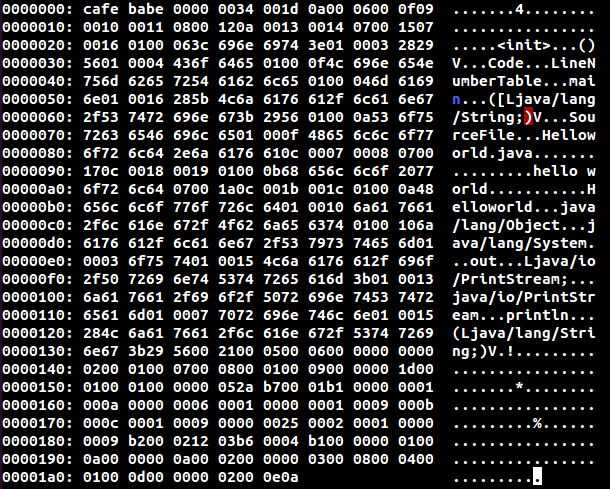 0000000: cafe babe 0000 0034 001d 0a00 0600 0f09  .......4........
0000010: 0010 0011 0800 120a 0013 0014 0700 1507  ................
0000020: 0016 0100 063c 696e 6974 3e01 0003 2829  .....<init>...()
0000030: 5601 0004 436f 6465 0100 0f4c 696e 654e  V...Code...LineN
0000040: 756d 6265 7254 6162 6c65 0100 046d 6169  umberTable...mai
0000050: 6e01 0016 285b 4c6a 6176 612f 6c61 6e67  n...([Ljava/lang
0000060: 2f53 7472 696e 673b 2956 0100 0a53 6f75  /String;)V...Sou
0000070: 7263 6546 696c 6501 000f 4865 6c6c 6f77  rceFile...Hellow
0000080: 6f72 6c64 2e6a 6176 610c 0007 0008 0700  orld.java.......
0000090: 170c 0018 0019 0100 0b68 656c 6c6f 2077  .........hello w
00000a0: 6f72 6c64 0700 1a0c 001b 001c 0100 0a48  orld...........H
00000b0: 656c 6c6f 776f 726c 6401 0010 6a61 7661  elloworld...java
00000c0: 2f6c 616e 672f 4f62 6a65 6374 0100 106a  /lang/Object...j
00000d0: 6176 612f 6c61 6e67 2f53 7973 7465 6d01  ava/lang/System.
00000e0: 0003 6f75 7401 0015 4c6a 6176 612f 696f  ..out...Ljava/io
00000f0: 2f50 7269 6e74 5374 7265 616d 3b01 0013  /PrintStream;...
0000100: 6a61 7661 2f69 6f2f 5072 696e 7453 7472  java/io/PrintStr
0000110: 6561 6d01 0007 7072 696e 746c 6e01 0015  eam...println...
0000120: 284c 6a61 7661 2f6c 616e 672f 5374 7269  (Ljava/lang/Stri
0000130: 6e67 3b29 5600 2100 0500 0600 0000 0000  ng;)V.!.........
0000140: 0200 0100 0700 0800 0100 0900 0000 1d00  ................
0000150: 0100 0100 0000 052a b700 01b1 0000 0001  .......*........
0000160: 000a 0000 0006 0001 0000 0001 0009 000b  ................
0000170: 000c 0001 0009 0000 0025 0002 0001 0000  .........%......
0000180: 0009 b200 0212 03b6 0004 b100 0000 0100  ................
0000190: 0a00 0000 0a00 0200 0000 0300 0800 0400  ................
00001a0: 0100 0d00 0000 0200 0e0a  ..........